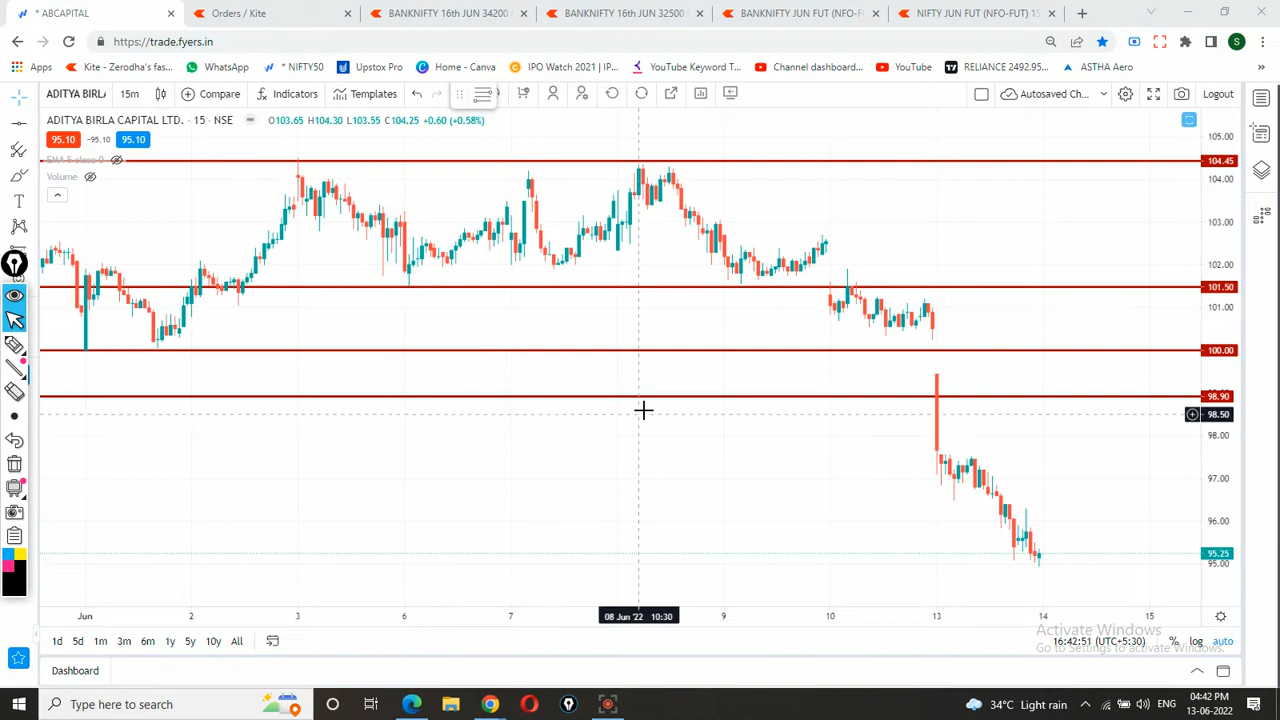 * ABCAPITAL
Orders / Kite
BANKNIFTY 16th JUN 34200
BANKNIFTY 16th JUN 32500
BANKNIFTY JUN FUT (NFO-F
NIFTY JUN FUT (NFO-FUT) 15
https://trade.fyers.in
S
Apps
Kite - Zerodha's fas...
WhatsApp
* NIFTY50
Upstox Pro
Home - Canva
IPO Watch 2021 | IP...
YouTube Keyword T...
Channel dashboar...
YouTube
RELIANCE 2492.95...
ASTHA Aero
ADITYA BIRLA
15m
Compare
Indicators
Templates
Autosaved Ch...
Logout
ADITYA BIRLA CAPITAL LTD. · 15 · NSE
O103.65 H104.30 L103.55 C104.25 +0.60 (+0.58%)
95.10
−95.10
95.10
EMA 5 close 0
Volume
105.00
104.45
104.00
103.00
102.00
101.50
101.00
100.00
98.90
98.50
98.00
97.00
96.00
95.25
95.00
Jun
2
3
6
7
08 Jun '22 10:30
9
10
13
14
15
1d 5d 1m 3m 6m 1y 5y 10y All
16:42:51 (UTC+5:30)
% log auto
Activate Windows
Go to Settings to activate Windows.
Dashboard
Type here to search
34°C Light rain
ENG
04:42 PM
13-06-2022